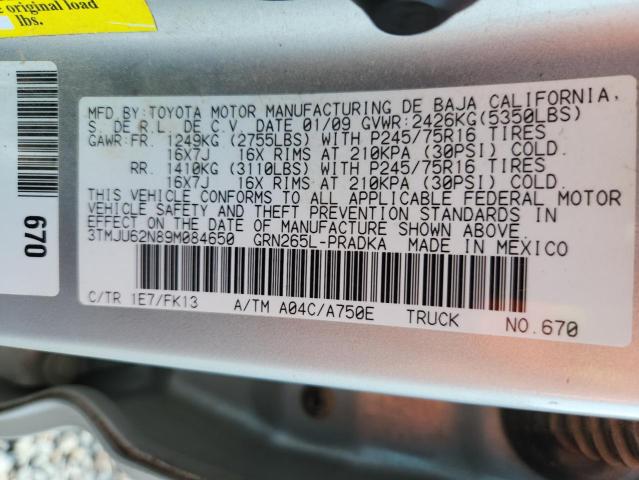 original load
lbs.
670
MFD.BY:TOYOTA MOTOR MANUFACTURING DE BAJA CALIFORNIA,
S. DE R.L. DE C.V. DATE 01/09 GVWR:2426KG(5350LBS)
GAWR:FR. 1249KG (2755LBS) WITH P245/75R16 TIRES
16X7J 16X RIMS AT 210KPA (30PSI) COLD.
RR. 1410KG (3110LBS) WITH P245/75R16 TIRES
16X7J 16X RIMS AT 210KPA (30PSI) COLD.
THIS VEHICLE CONFORMS TO ALL APPLICABLE FEDERAL MOTOR
VEHICLE SAFETY AND THEFT PREVENTION STANDARDS IN
EFFECT ON THE DATE OF MANUFACTURE SHOWN ABOVE.
3TMJU62N89M084650 GRN265L-PRADKA MADE IN MEXICO
C/TR 1E7/FK13 A/TM A04C/A750E TRUCK NO.670